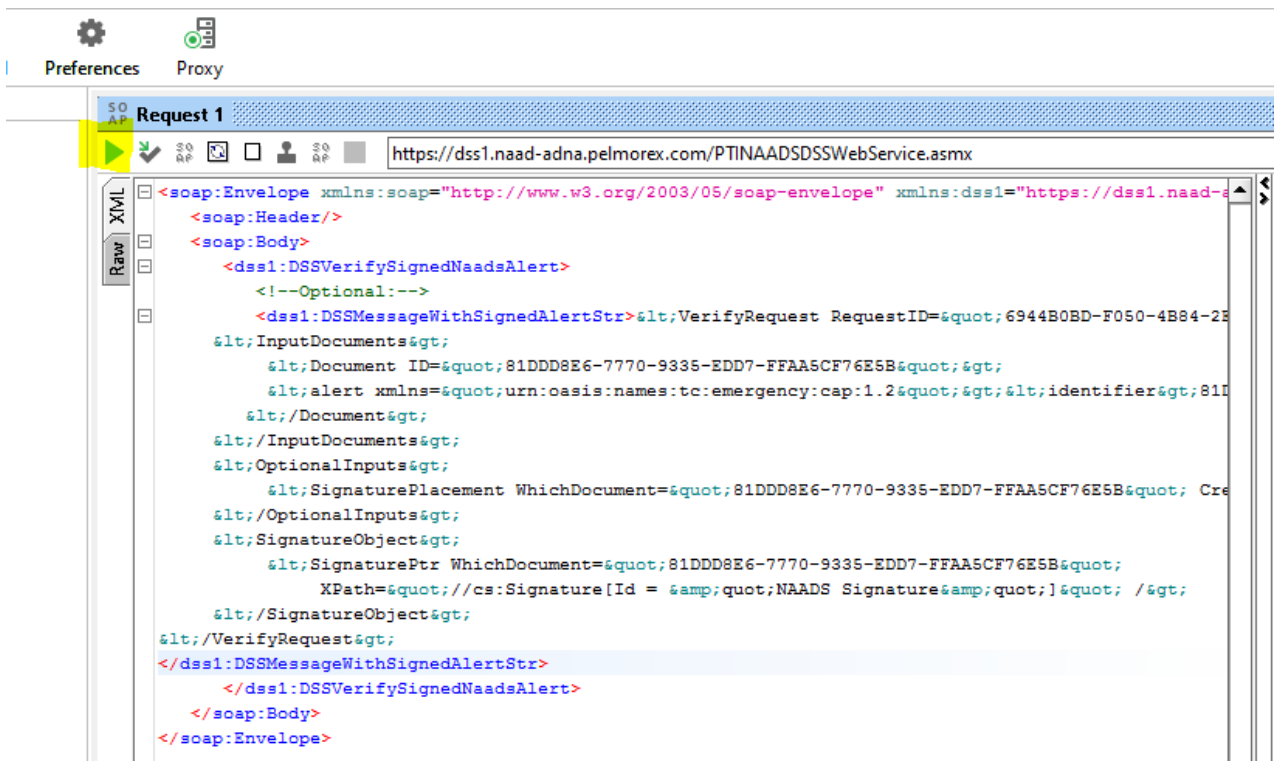 Preferences Proxy
SO AP Request 1
https://dss1.naad-adna.pelmorex.com/PTINAADSDSSWebService.asmx
XML
Raw
<soap:Envelope xmlns:soap="http://www.w3.org/2003/05/soap-envelope" xmlns:dss1="https://dss1.naad-a
<soap:Header/>
<soap:Body>
<dss1:DSSVerifySignedNaadsAlert>
<!--Optional:-->
<dss1:DSSMessageWithSignedAlertStr>&lt;VerifyRequest RequestID=&quot;6944B0BD-F050-4B84-2E
&lt;InputDocuments&gt;
&lt;Document ID=&quot;81DDD8E6-7770-9335-EDD7-FFAA5CF76E5B&quot;&gt;
&lt;alert xmlns=&quot;urn:oasis:names:tc:emergency:cap:1.2&quot;&gt;&lt;identifier&gt;81D
&lt;/Document&gt;
&lt;/InputDocuments&gt;
&lt;OptionalInputs&gt;
&lt;SignaturePlacement WhichDocument=&quot;81DDD8E6-7770-9335-EDD7-FFAA5CF76E5B&quot; Cre
&lt;/OptionalInputs&gt;
&lt;SignatureObject&gt;
&lt;SignaturePtr WhichDocument=&quot;81DDD8E6-7770-9335-EDD7-FFAA5CF76E5B&quot;
XPath=&quot;//cs:Signature[Id = &amp;quot;NAADS Signature&amp;quot;]&quot; /&gt;
&lt;/SignatureObject&gt;
&lt;/VerifyRequest&gt;
</dss1:DSSMessageWithSignedAlertStr>
</dss1:DSSVerifySignedNaadsAlert>
</soap:Body>
</soap:Envelope>